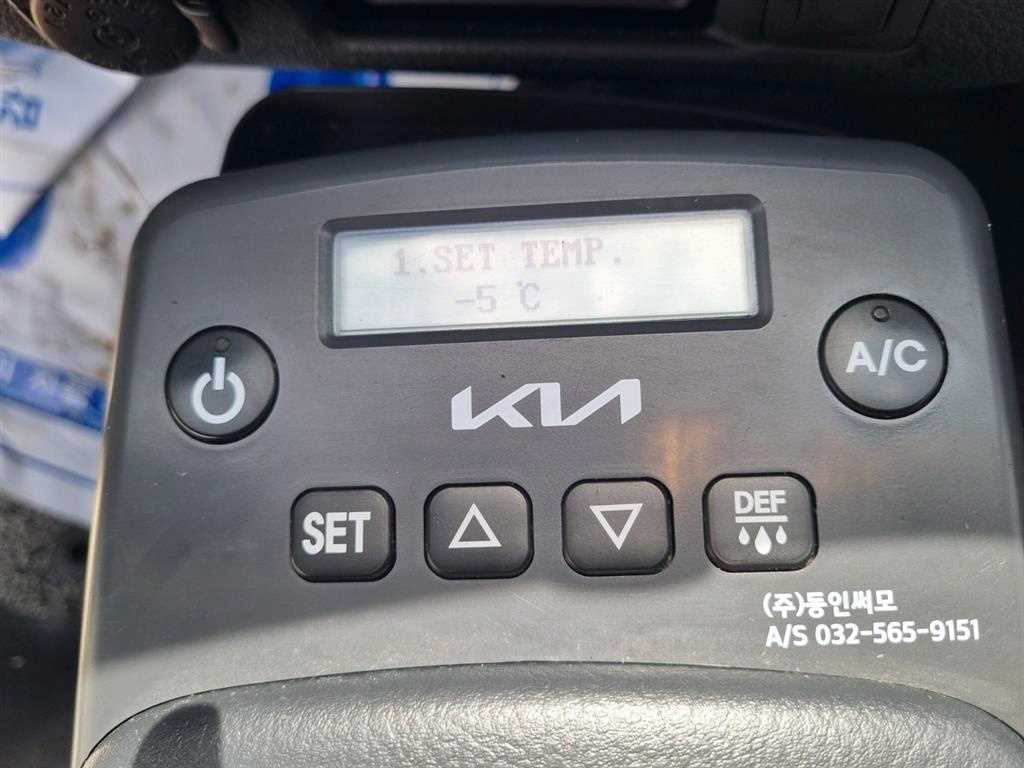 1.SET TEMP.
-5℃
A/C
KIA
SET
DEF
(주)동인써모
A/S 032-565-9151